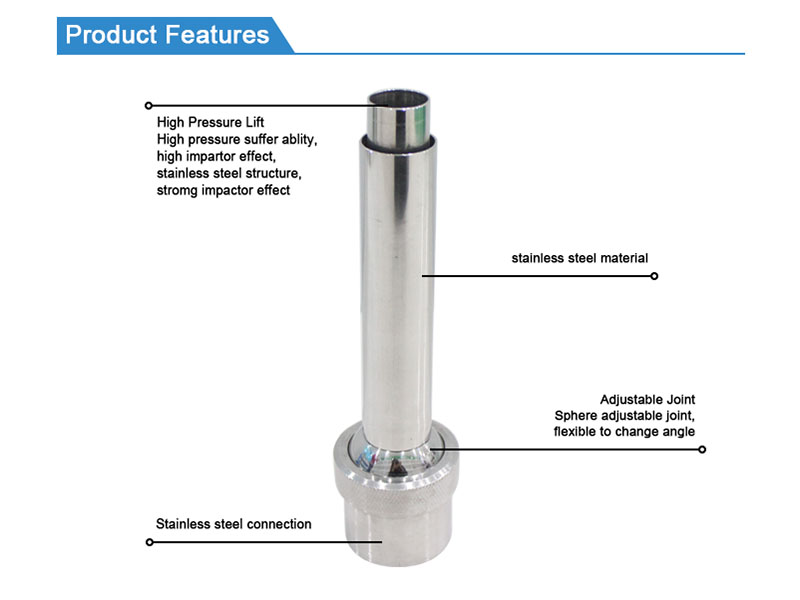 Product Features
High Pressure Lift
High pressure suffer ablity,
high impartor effect,
stainless steel structure,
stromg impactor effect
stainless steel material
Adjustable Joint
Sphere adjustable joint,
flexible to change angle
Stainless steel connection